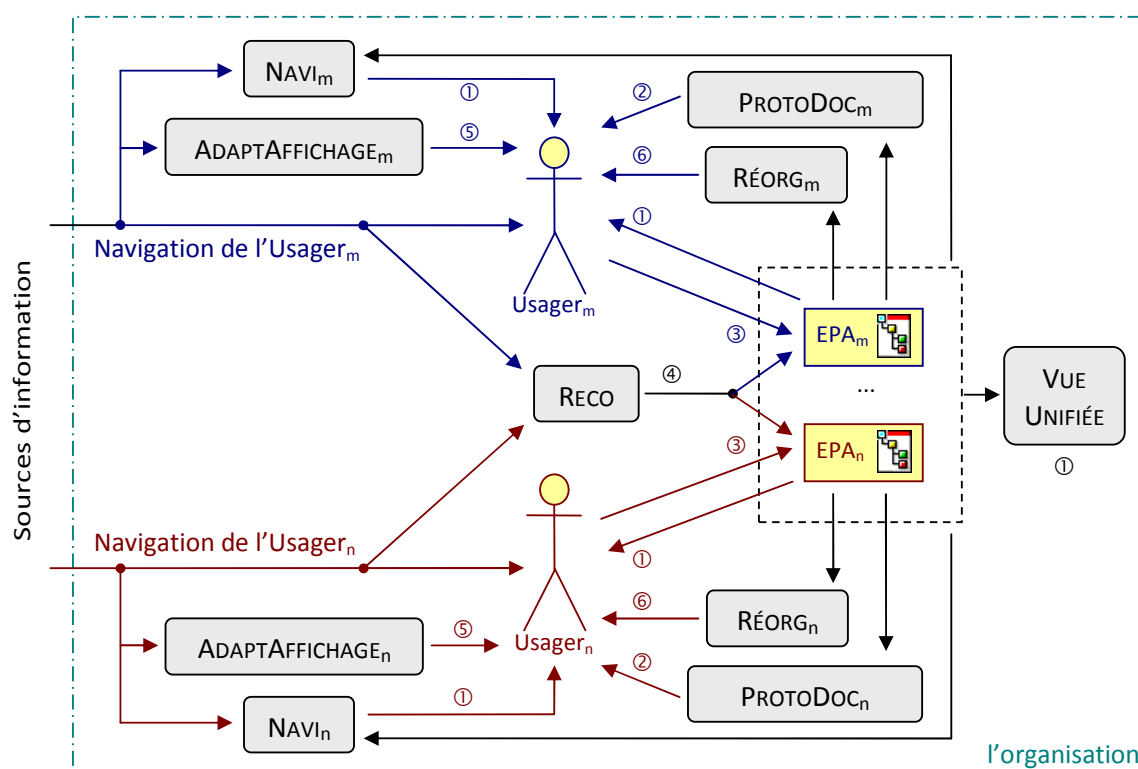 NAVIm
①
②
PROTODOCm
ADAPTAFFICHAGEm
⑤
⑥
RÉORGm
①
Navigation de l'Usagerm
Usagerm
③
EPAm
Sources d'information
RECO
④
...
VUE
UNIFIÉE
①
③
EPAn
Navigation de l'Usagern
①
⑥
RÉORGn
Usagern
ADAPTAFFICHAGEn
⑤
②
PROTODOCn
①
NAVIn
l'organisation